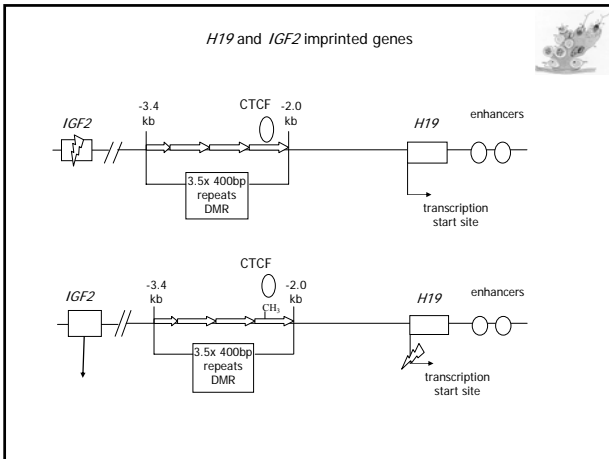 H19 and IGF2 imprinted genes
-3.4
kb
CTCF
-2.0
kb
IGF2
H19
enhancers
3.5x 400bp
repeats
DMR
transcription
start site
-3.4
kb
CTCF
-2.0
kb
IGF2
CH3
H19
enhancers
3.5x 400bp
repeats
DMR
transcription
start site